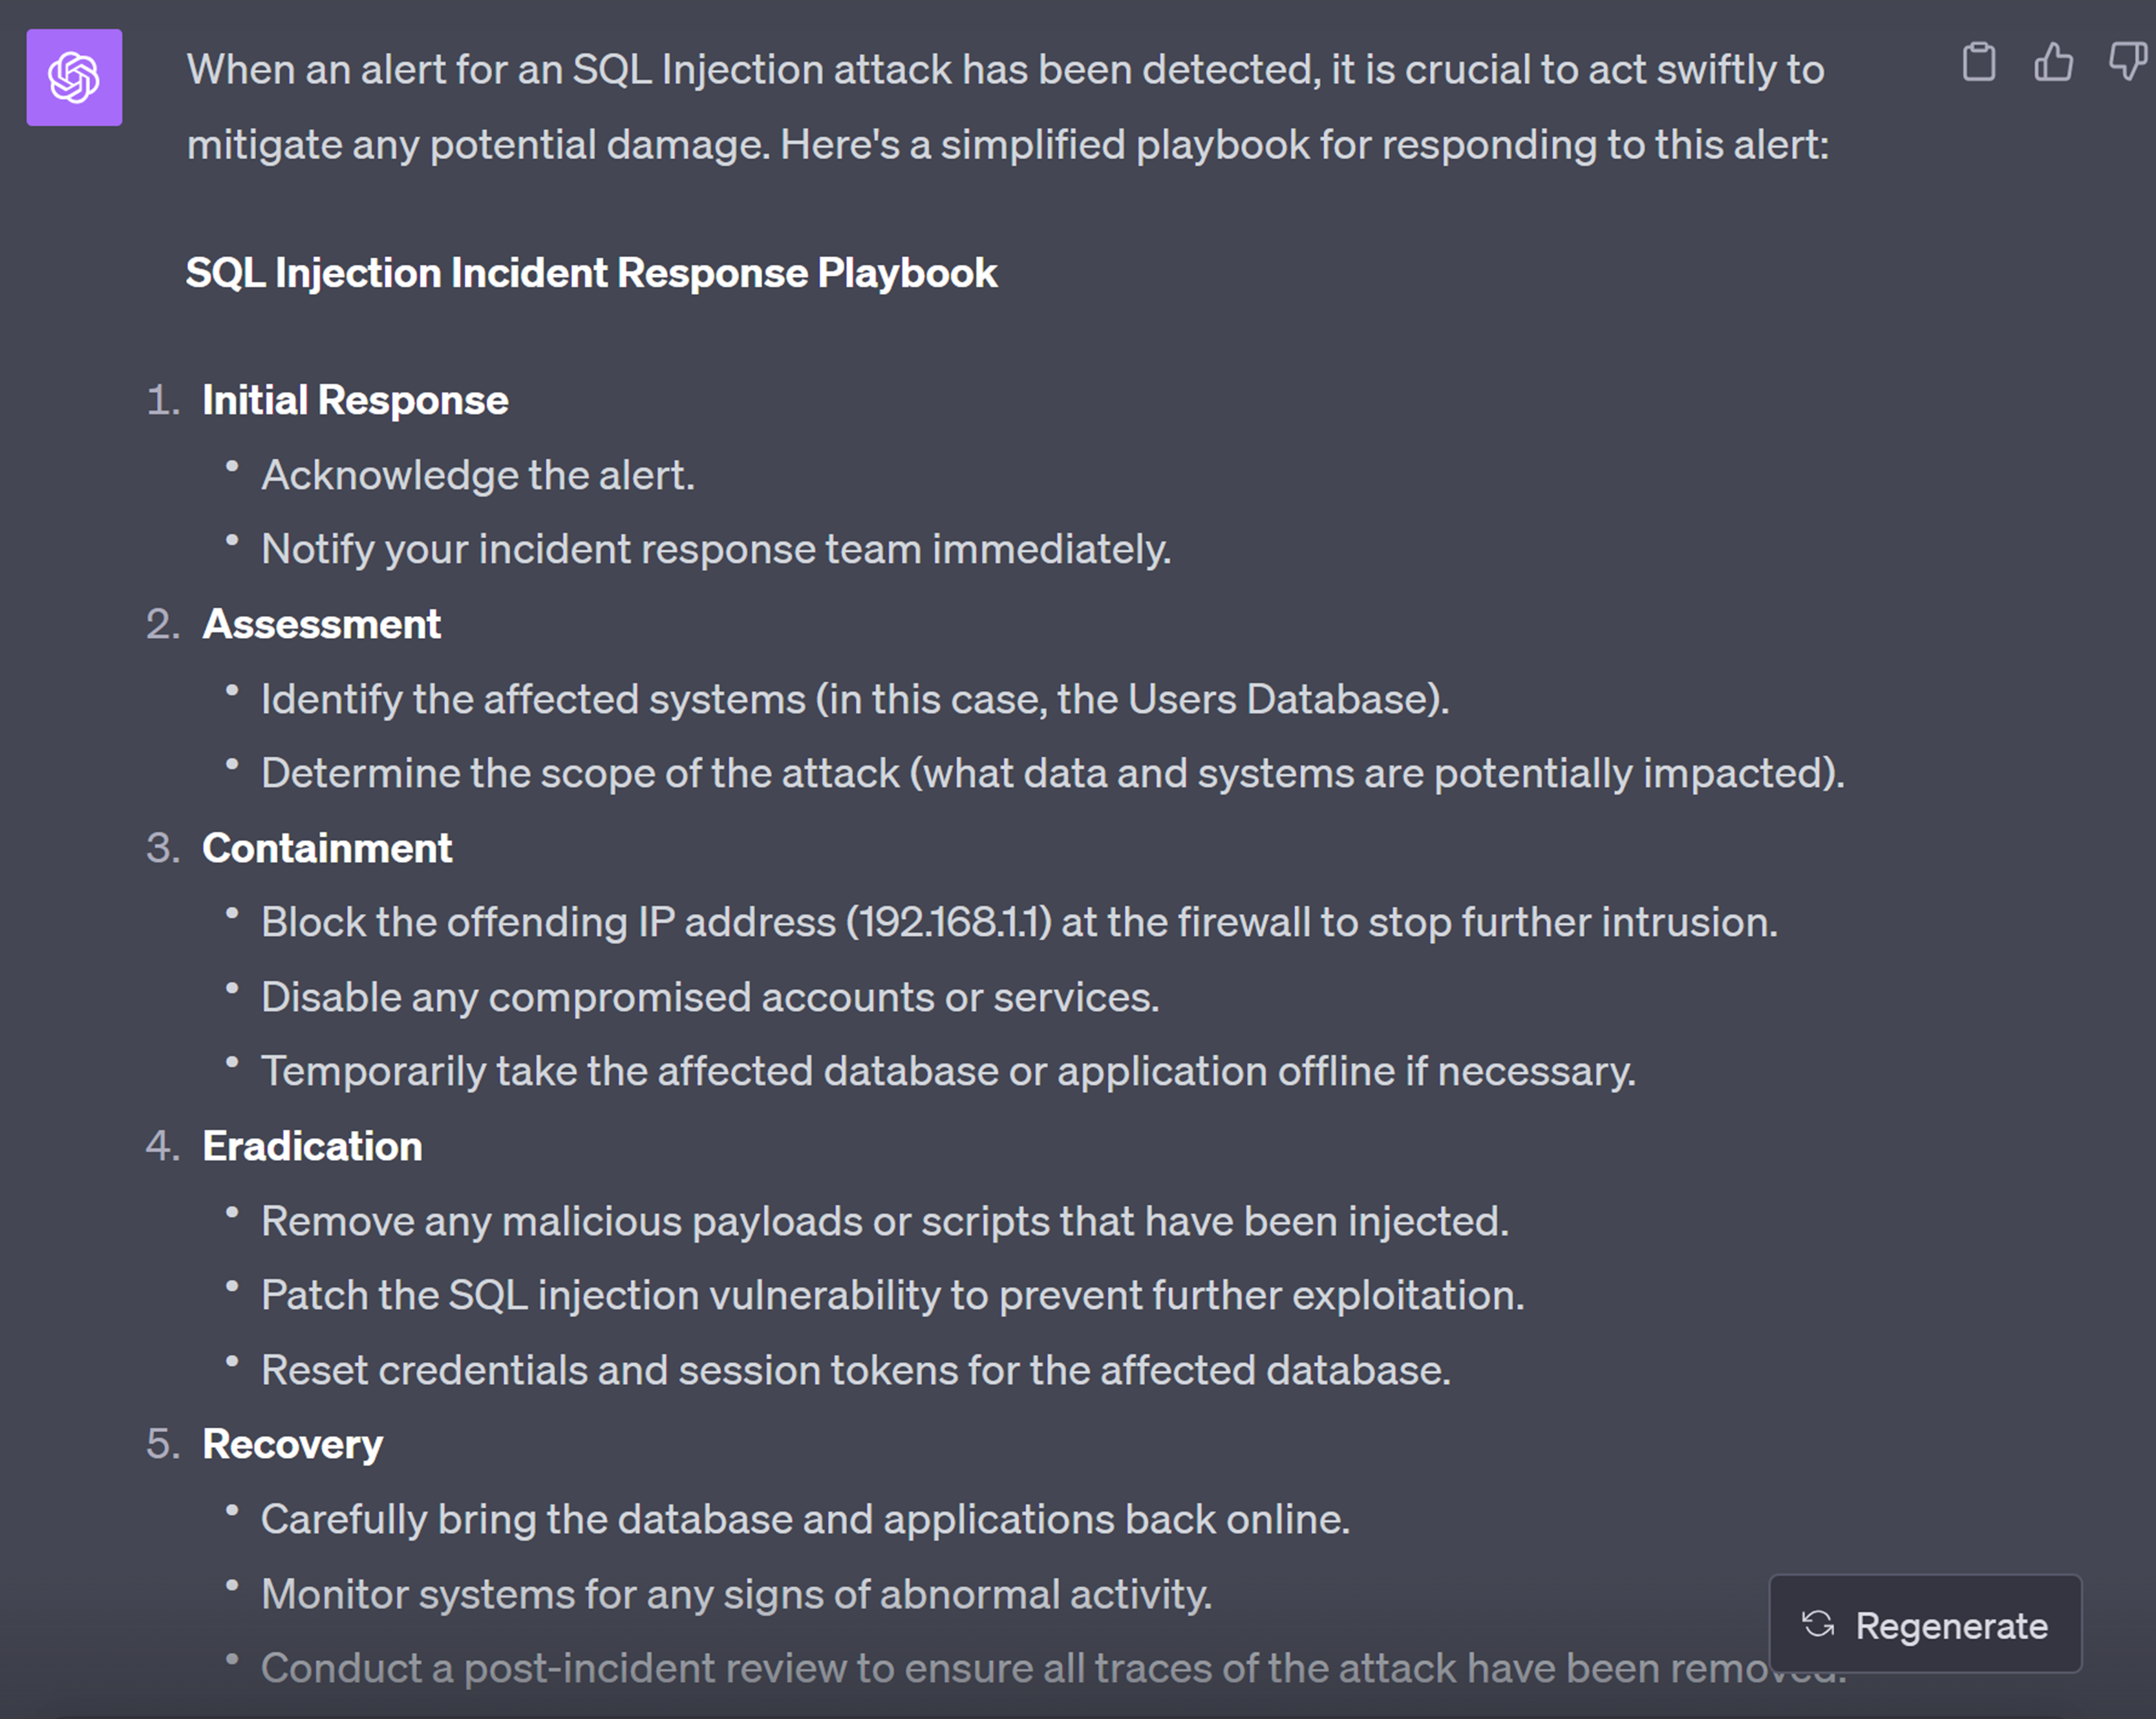 When an alert for an SQL Injection attack has been detected, it is crucial to act swiftly to
mitigate any potential damage. Here's a simplified playbook for responding to this alert:
SQL Injection Incident Response Playbook
1. Initial Response
• Acknowledge the alert.
• Notify your incident response team immediately.
2. Assessment
• Identify the affected systems (in this case, the Users Database).
• Determine the scope of the attack (what data and systems are potentially impacted).
3. Containment
• Block the offending IP address (192.168.1.1) at the firewall to stop further intrusion.
• Disable any compromised accounts or services.
• Temporarily take the affected database or application offline if necessary.
4. Eradication
• Remove any malicious payloads or scripts that have been injected.
• Patch the SQL injection vulnerability to prevent further exploitation.
• Reset credentials and session tokens for the affected database.
5. Recovery
• Carefully bring the database and applications back online.
• Monitor systems for any signs of abnormal activity.
Regenerate
• Conduct a post-incident review to ensure all traces of the attack have been removed.